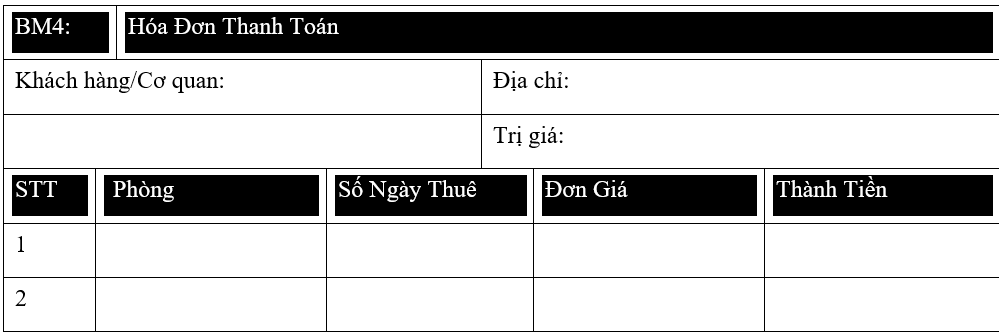 BM4: Hóa Đơn Thanh Toán
Khách hàng/Cơ quan: Địa chỉ:
Trị giá:
STT Phòng Số Ngày Thuê Đơn Giá Thành Tiền
1
2